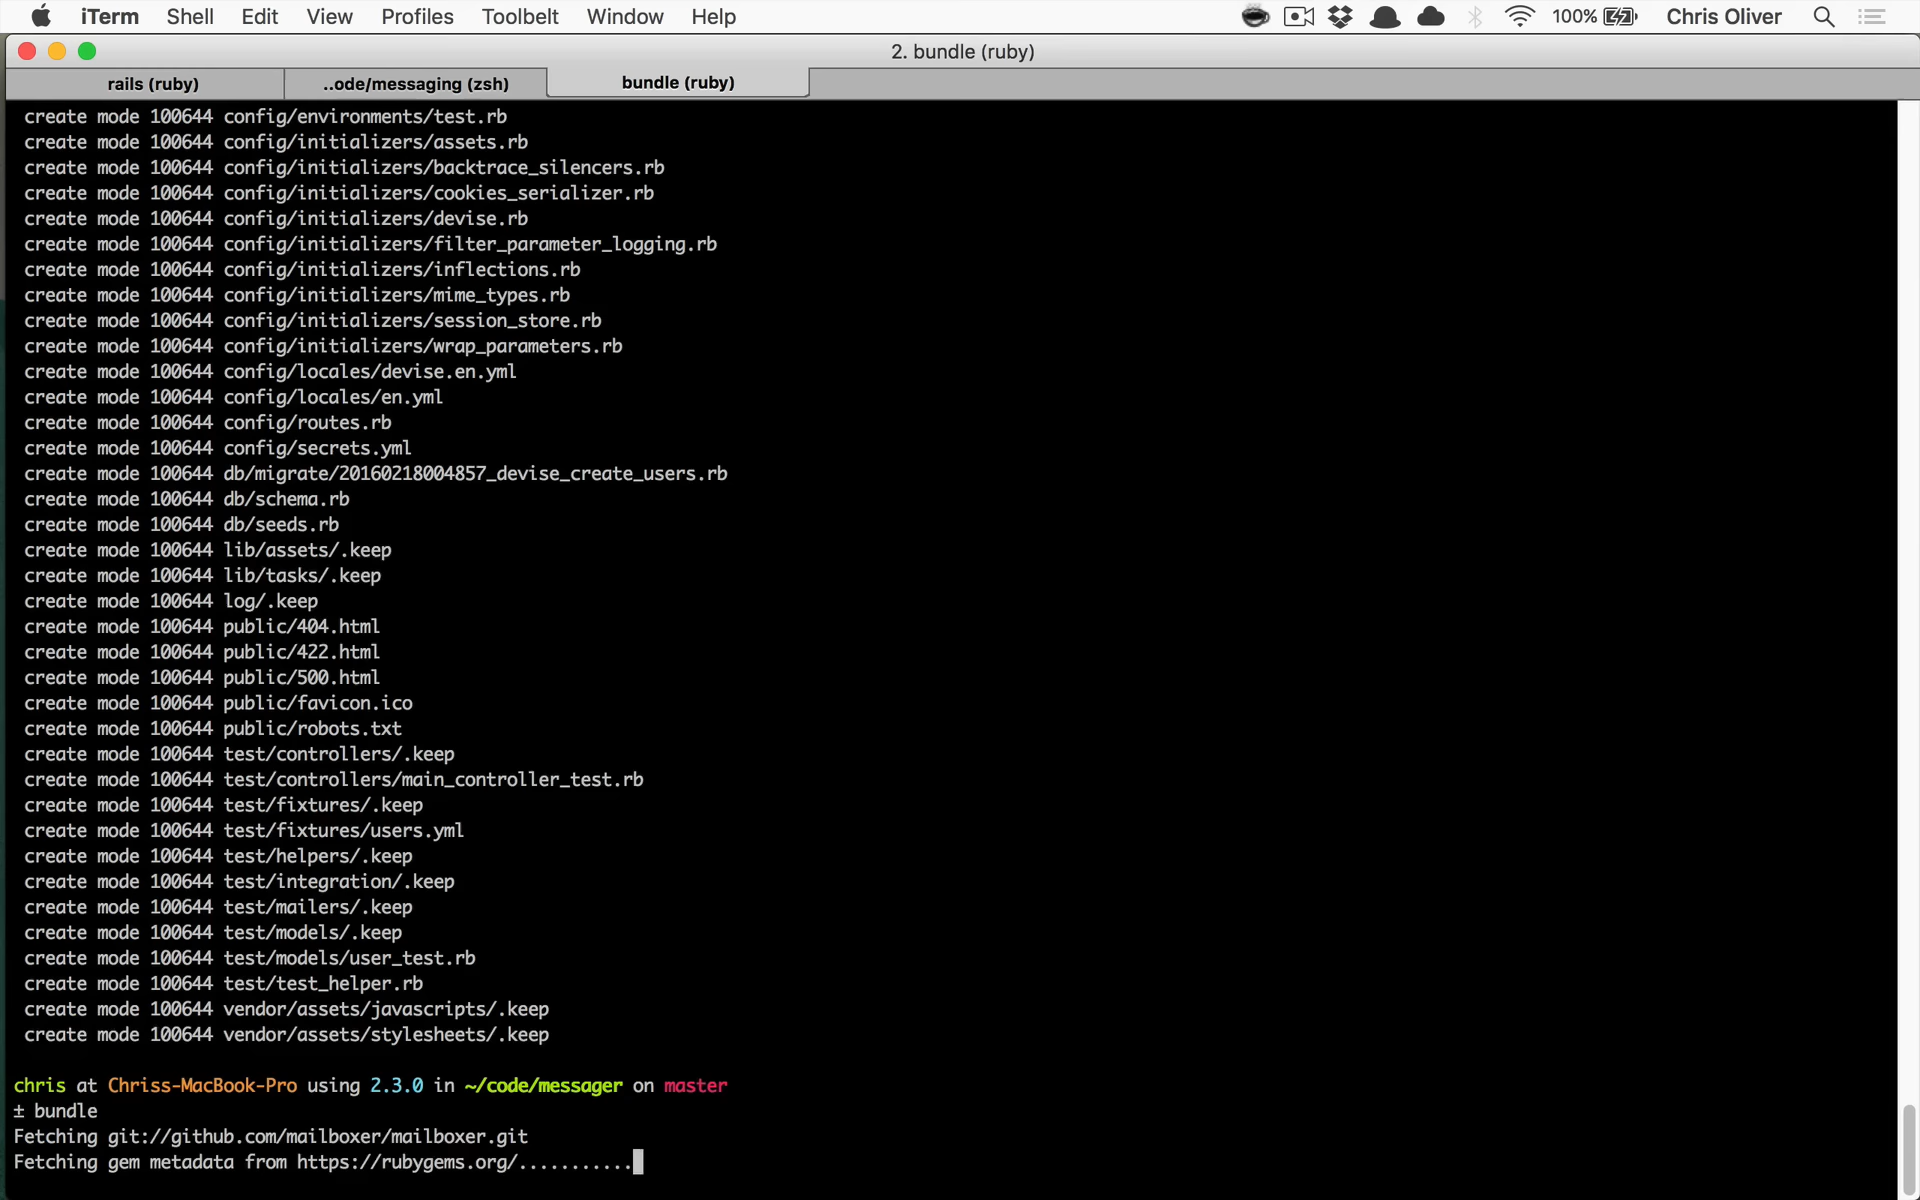 iTerm Shell Edit View Profiles Toolbelt Window Help 100% Chris Oliver
2. bundle (ruby)
rails (ruby) ..ode/messaging (zsh) bundle (ruby)
create mode 100644 config/environments/test.rb
create mode 100644 config/initializers/assets.rb
create mode 100644 config/initializers/backtrace_silencers.rb
create mode 100644 config/initializers/cookies_serializer.rb
create mode 100644 config/initializers/devise.rb
create mode 100644 config/initializers/filter_parameter_logging.rb
create mode 100644 config/initializers/inflections.rb
create mode 100644 config/initializers/mime_types.rb
create mode 100644 config/initializers/session_store.rb
create mode 100644 config/initializers/wrap_parameters.rb
create mode 100644 config/locales/devise.en.yml
create mode 100644 config/locales/en.yml
create mode 100644 config/routes.rb
create mode 100644 config/secrets.yml
create mode 100644 db/migrate/20160218004857_devise_create_users.rb
create mode 100644 db/schema.rb
create mode 100644 db/seeds.rb
create mode 100644 lib/assets/.keep
create mode 100644 lib/tasks/.keep
create mode 100644 log/.keep
create mode 100644 public/404.html
create mode 100644 public/422.html
create mode 100644 public/500.html
create mode 100644 public/favicon.ico
create mode 100644 public/robots.txt
create mode 100644 test/controllers/.keep
create mode 100644 test/controllers/main_controller_test.rb
create mode 100644 test/fixtures/.keep
create mode 100644 test/fixtures/users.yml
create mode 100644 test/helpers/.keep
create mode 100644 test/integration/.keep
create mode 100644 test/mailers/.keep
create mode 100644 test/models/.keep
create mode 100644 test/models/user_test.rb
create mode 100644 test/test_helper.rb
create mode 100644 vendor/assets/javascripts/.keep
create mode 100644 vendor/assets/stylesheets/.keep
chris at Chriss-MacBook-Pro using 2.3.0 in ~/code/messager on master
± bundle
Fetching git://github.com/mailboxer/mailboxer.git
Fetching gem metadata from https://rubygems.org/...........